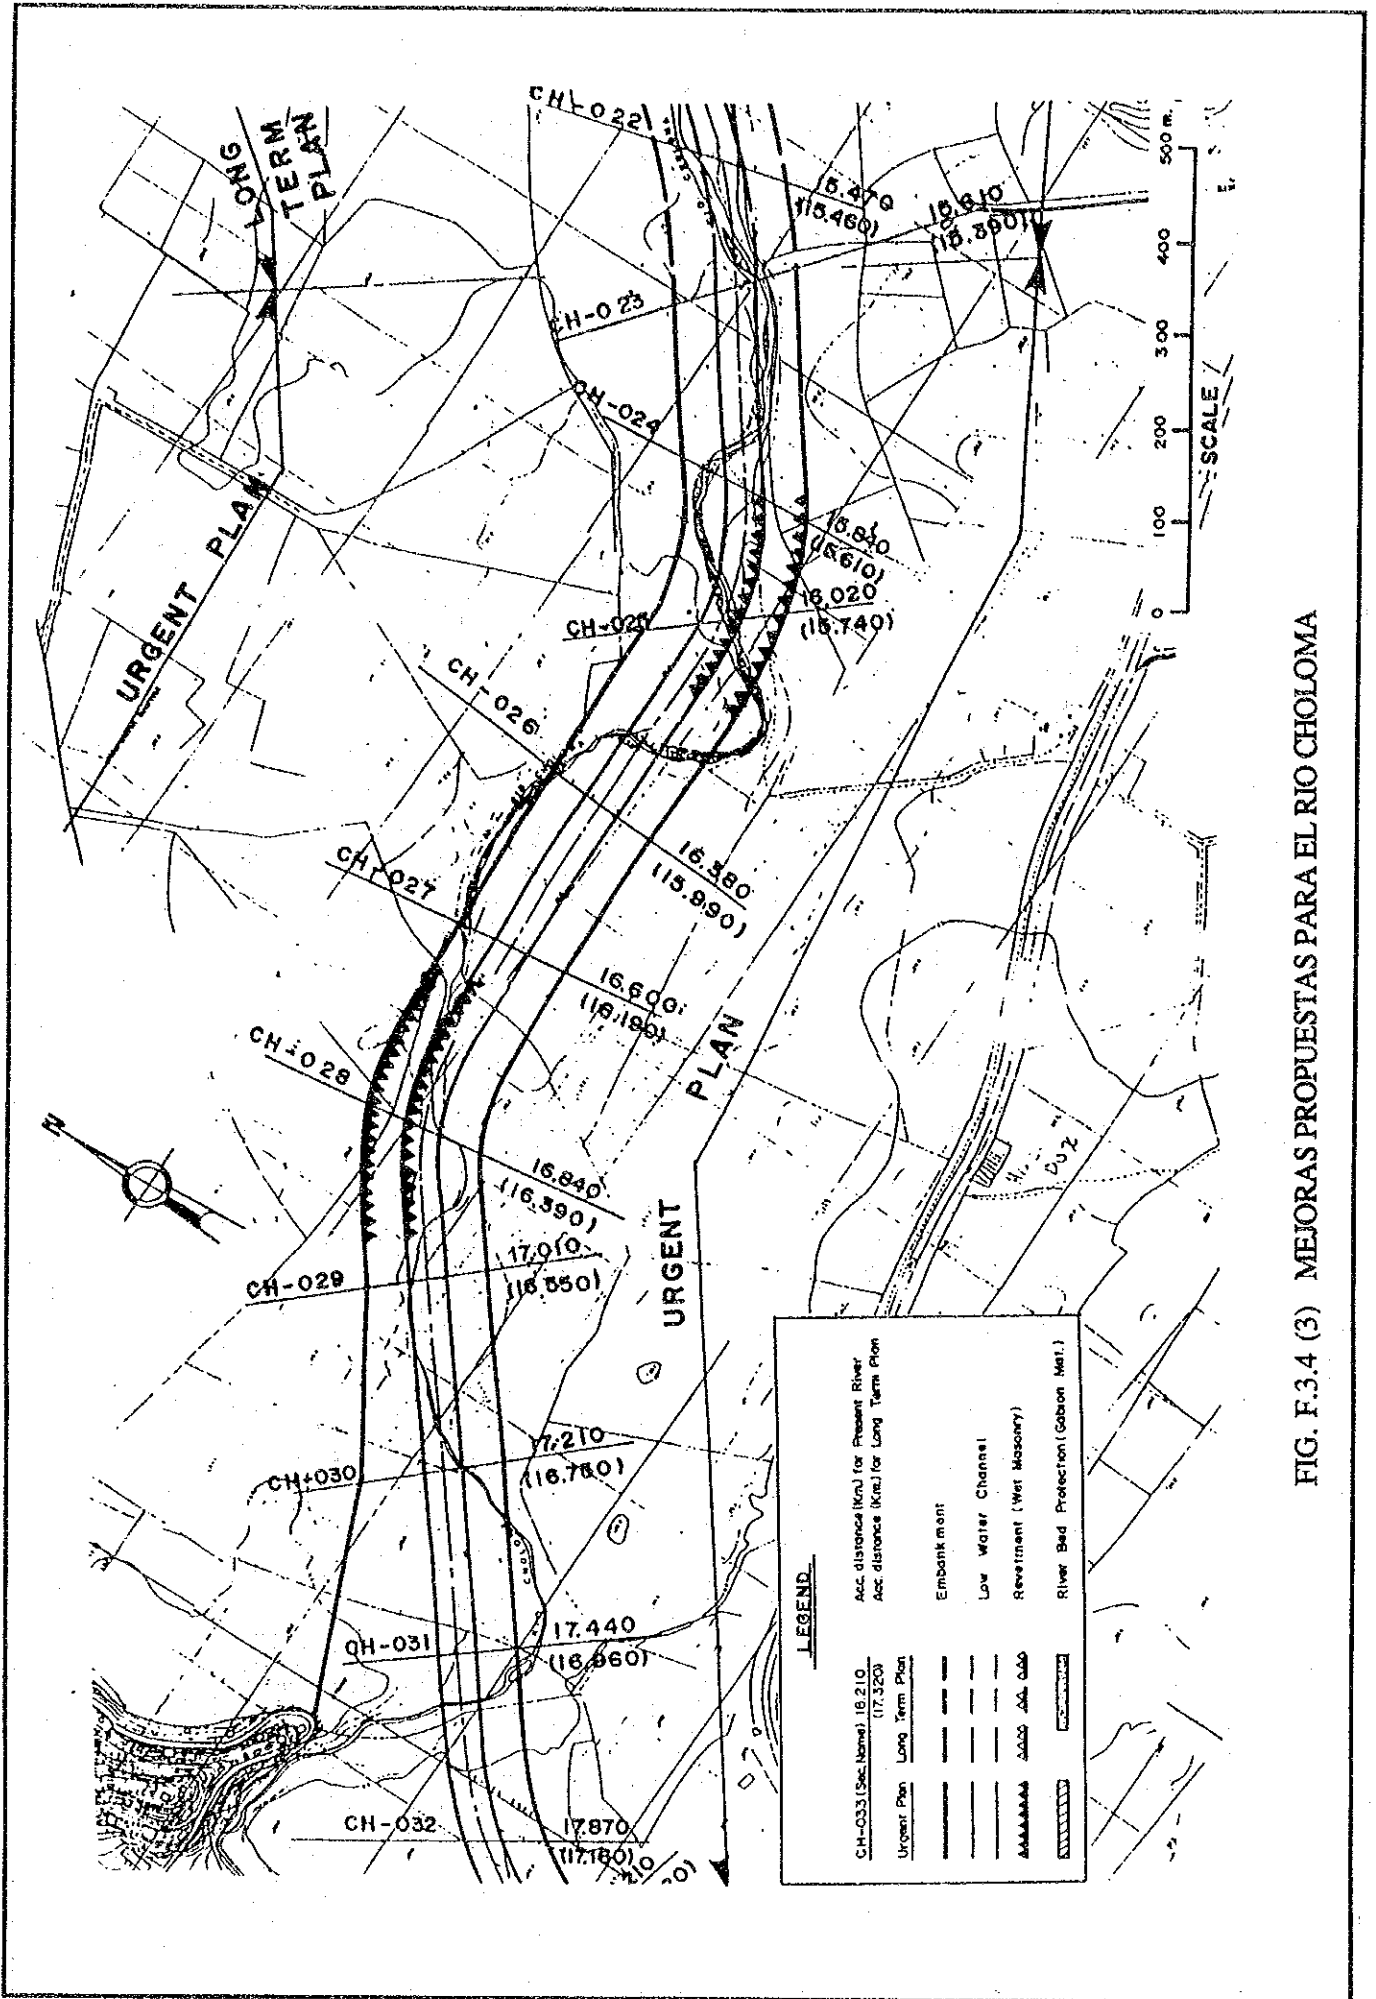 LONG
TERM
PLAN
URGENT PLAN
CH-022
15.470
(15.460)
CH-023
CH-024
15.840
(15.610)
CH-025
16.020
(15.740)
CH-026
16.380
(15.990)
CH-027
16.600
(16.190)
CH-028
16.840
(16.390)
CH-029
17.010
(16.550)
CH-030
17.210
(16.760)
CH-031
17.440
(16.960)
CH-032
17.870
(17.180)
N
URGENT PLAN
0 100 200 300 400 500 m.
SCALE
LEGEND
CH-033 (Sec. Name) 18.210 Acc. distance (Km.) for Present River
(17.320) Acc. distance (Km.) for Long Term Plan
Urgent Plan Long Term Plan
Embankment
Low Water Channel
Revetment (Wet Masonry)
River Bed Protection (Gabion Mat.)
FIG. F.3.4 (3) MEJORAS PROPUESTAS PARA EL RIO CHOLOMA